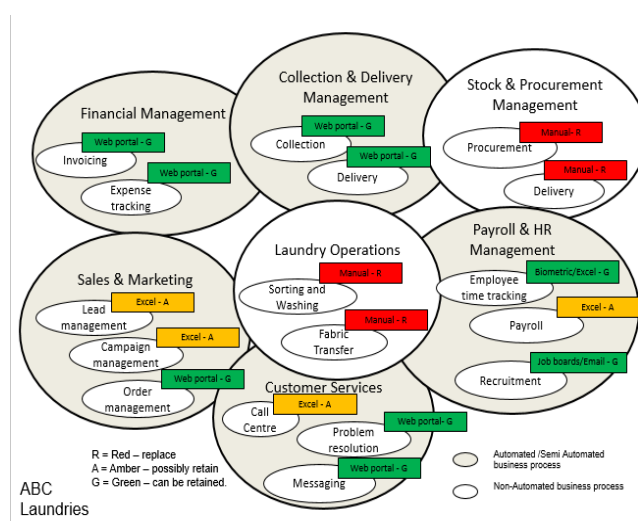 Financial Management
Web portal - G
Invoicing
Web portal - G
Expense
tracking
Collection & Delivery
Management
Web portal - G
Collection
Web portal - G
Delivery
Stock & Procurement
Management
Manual- R
Procurement
Manual- R
Delivery
Sales & Marketing
Excel - A
Lead
management
Excel - A
Campaign
management
Web portal - G
Order
management
Laundry Operations
Manual - R
Sorting and
Washing
Manual - R
Fabric
Transfer
Payroll & HR
Management
Biometric/Excel - G
Employee
time tracking
Excel - A
Payroll
Job boards/Email - G
Recruitment
Customer Services
Excel - A
Call
Centre
Web portal- G
Problem
resolution
Web portal - G
Messaging
R = Red – replace
A = Amber – possibly retain
G = Green – can be retained.
ABC
Laundries
Automated /Semi Automated
business process
Non-Automated business process